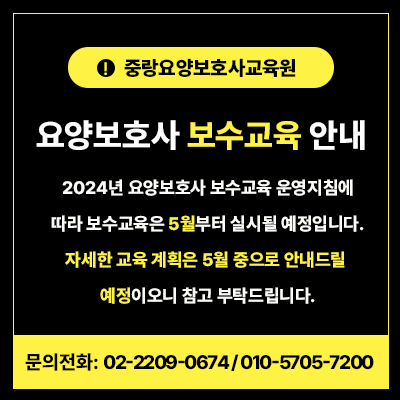 ! 중랑요양보호사교육원
요양보호사 보수교육 안내
2024년 요양보호사 보수교육 운영지침에
따라 보수교육은 5월부터 실시될 예정입니다.
자세한 교육 계획은 5월 중으로 안내드릴
예정이오니 참고 부탁드립니다.
문의전화: 02-2209-0674 / 010-5705-7200